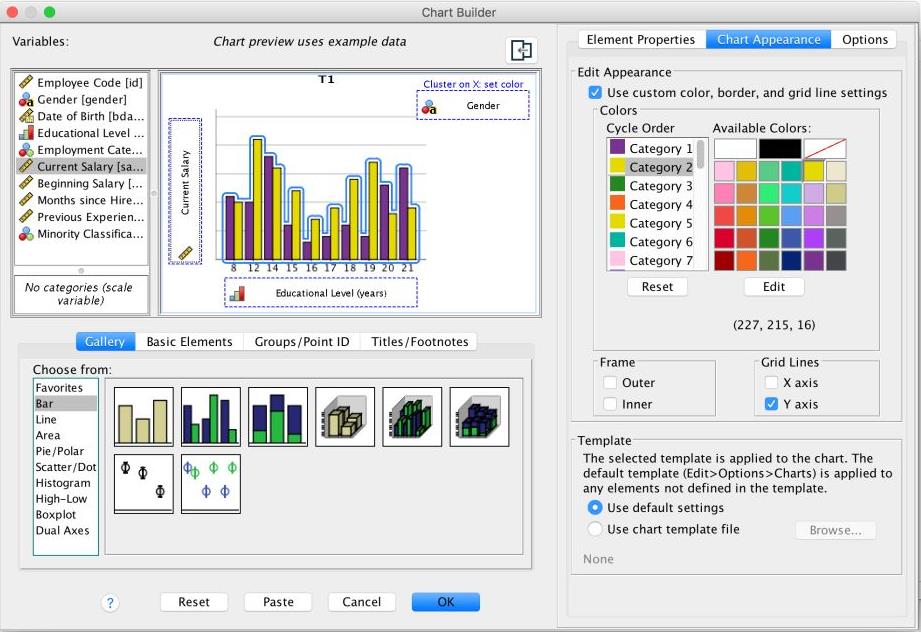 Chart Builder
Variables:
Chart preview uses example data
Employee Code [id]
Gender [gender]
Date of Birth [bda...
Educational Level ...
Employment Cate...
Current Salary [sa...
Beginning Salary [...
Months since Hire...
Previous Experien...
Minority Classifica...
No categories (scale
variable)
T1
Cluster on X: set color
Gender
Current Salary
8 12 14 15 16 17 18 19 20 21
Educational Level (years)
Gallery Basic Elements Groups/Point ID Titles/Footnotes
Choose from:
Favorites
Bar
Line
Area
Pie/Polar
Scatter/Dot
Histogram
High-Low
Boxplot
Dual Axes
? Reset Paste Cancel OK
Element Properties Chart Appearance Options
Edit Appearance
Use custom color, border, and grid line settings
Colors
Cycle Order Available Colors:
Category 1
Category 2
Category 3
Category 4
Category 5
Category 6
Category 7
Reset Edit
(227, 215, 16)
Frame
Outer
Inner
Grid Lines
X axis
Y axis
Template
The selected template is applied to the chart. The
default template (Edit>Options>Charts) is applied to
any elements not defined in the template.
Use default settings
Use chart template file Browse...
None